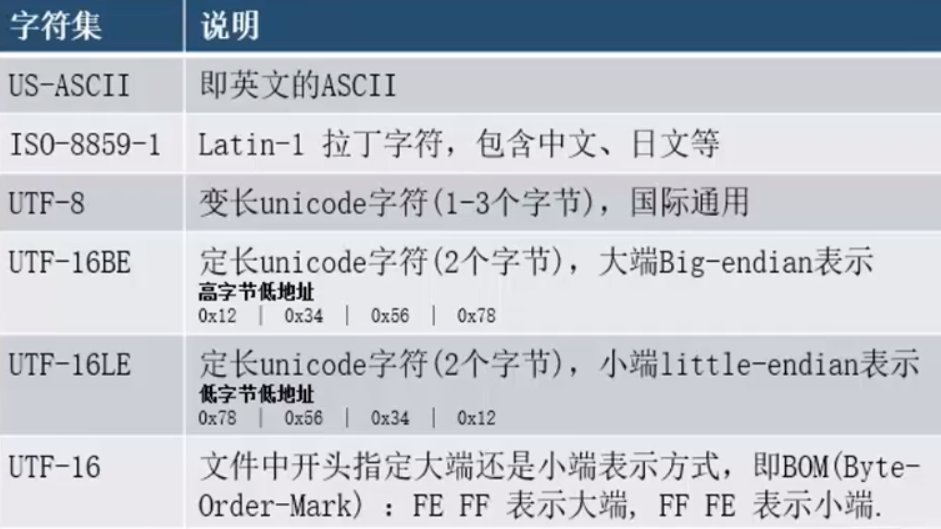 字符集 说明
US-ASCII 即英文的ASCII
ISO-8859-1 Latin-1 拉丁字符，包含中文、日文等
UTF-8 变长unicode字符(1-3个字节)，国际通用
UTF-16BE 定长unicode字符(2个字节)，大端Big-endian表示
高字节低地址
0x12 | 0x34 | 0x56 | 0x78
UTF-16LE 定长unicode字符(2个字节)，小端little-endian表示
低字节低地址
0x78 | 0x56 | 0x34 | 0x12
UTF-16 文件中开头指定大端还是小端表示方式，即BOM(Byte-
Order-Mark) : FE FF 表示大端, FF FE 表示小端.